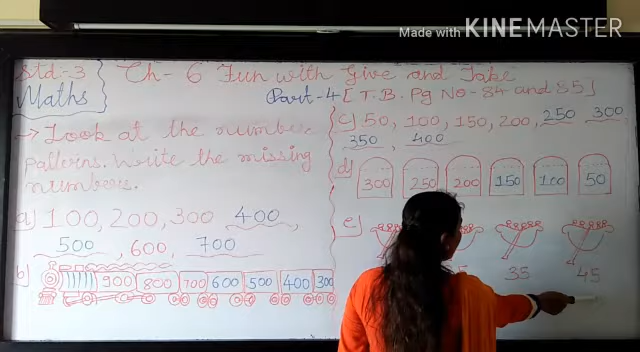 Made with KINEMASTER
Std-3
Maths
Ch- 6 Fun with Give and Take
Part-4 [T.B. Pg No-84 and 85]
→ Look at the number
patterns. Write the missing
numbers.
a) 100, 200, 300 400,
500, 600, 700
b) 900 800 700 600 500 400 300
c) 50, 100, 150, 200, 250 300
350, 400
d) 300 250 200 150 100 50
e) 5 35 45